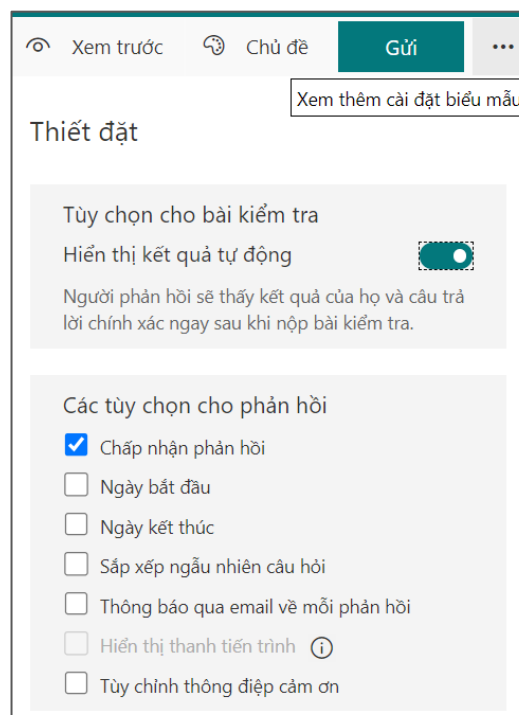 Xem trước Chủ đề Gửi ...
Xem thêm cài đặt biểu mẫu
Thiết đặt
Tùy chọn cho bài kiểm tra
Hiển thị kết quả tự động
Người phản hồi sẽ thấy kết quả của họ và câu trả
lời chính xác ngay sau khi nộp bài kiểm tra.
Các tùy chọn cho phản hồi
Chấp nhận phản hồi
Ngày bắt đầu
Ngày kết thúc
Sắp xếp ngẫu nhiên câu hỏi
Thông báo qua email về mỗi phản hồi
Hiển thị thanh tiến trình
Tùy chỉnh thông điệp cảm ơn